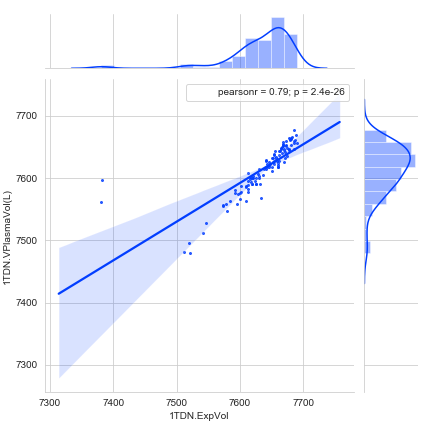 pearsonr = 0.79; p = 2.4e-26
7700
7600
7500
7400
7300
1TDN.VPlasmaVol(L)
7300 7400 7500 7600 7700
1TDN.ExpVol